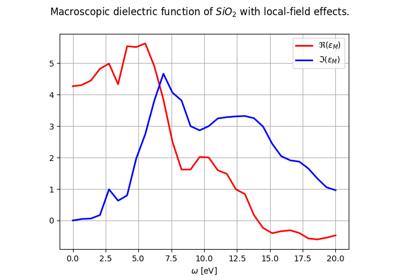 Macroscopic dielectric function of SiO₂ with local-field effects.
ℜ(εM)
ℑ(εM)
5
4
3
2
1
0
0.0 2.5 5.0 7.5 10.0 12.5 15.0 17.5 20.0
ω [eV]